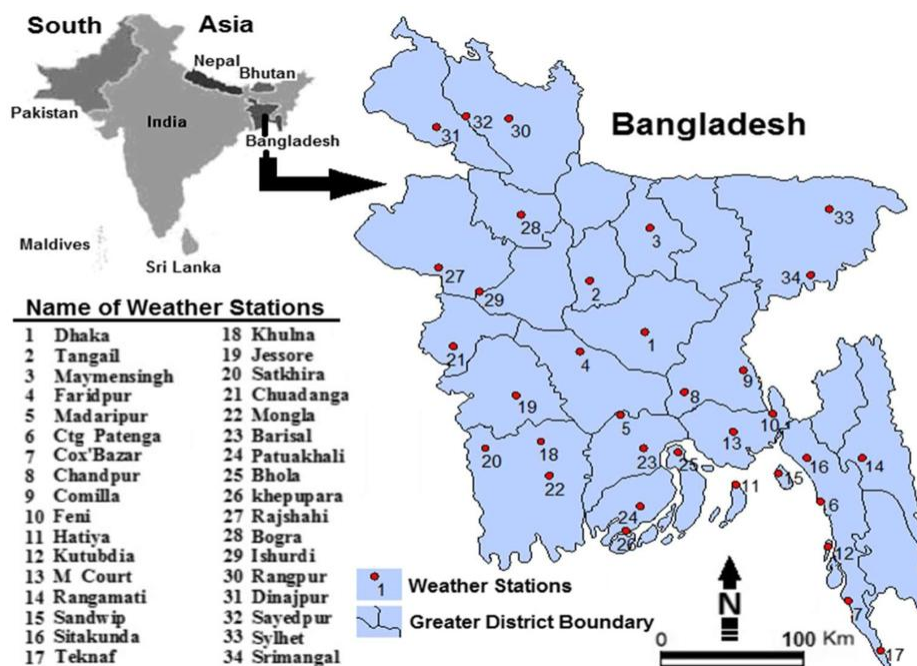 South Asia
Nepal
Bhutan
Pakistan
India
Bangladesh
Maldives
Sri Lanka
Bangladesh
Name of Weather Stations
1 Dhaka
2 Tangail
3 Maymensingh
4 Faridpur
5 Madaripur
6 Ctg Patenga
7 Cox'Bazar
8 Chandpur
9 Comilla
10 Feni
11 Hatiya
12 Kutubdia
13 M Court
14 Rangamati
15 Sandwip
16 Sitakunda
17 Teknaf
18 Khulna
19 Jessore
20 Satkhira
21 Chuadanga
22 Mongla
23 Barisal
24 Patuakhali
25 Bhola
26 khepupara
27 Rajshahi
28 Bogra
29 Ishurdi
30 Rangpur
31 Dinajpur
32 Sayedpur
33 Sylhet
34 Srimangal
31
32
30
28
3
33
27
29
2
34
21
4
1
19
8
9
5
10
13
20
18
23
25
16
14
22
11
15
24
6
26
12
7
17
1 Weather Stations
Greater District Boundary
N
0 100 Km